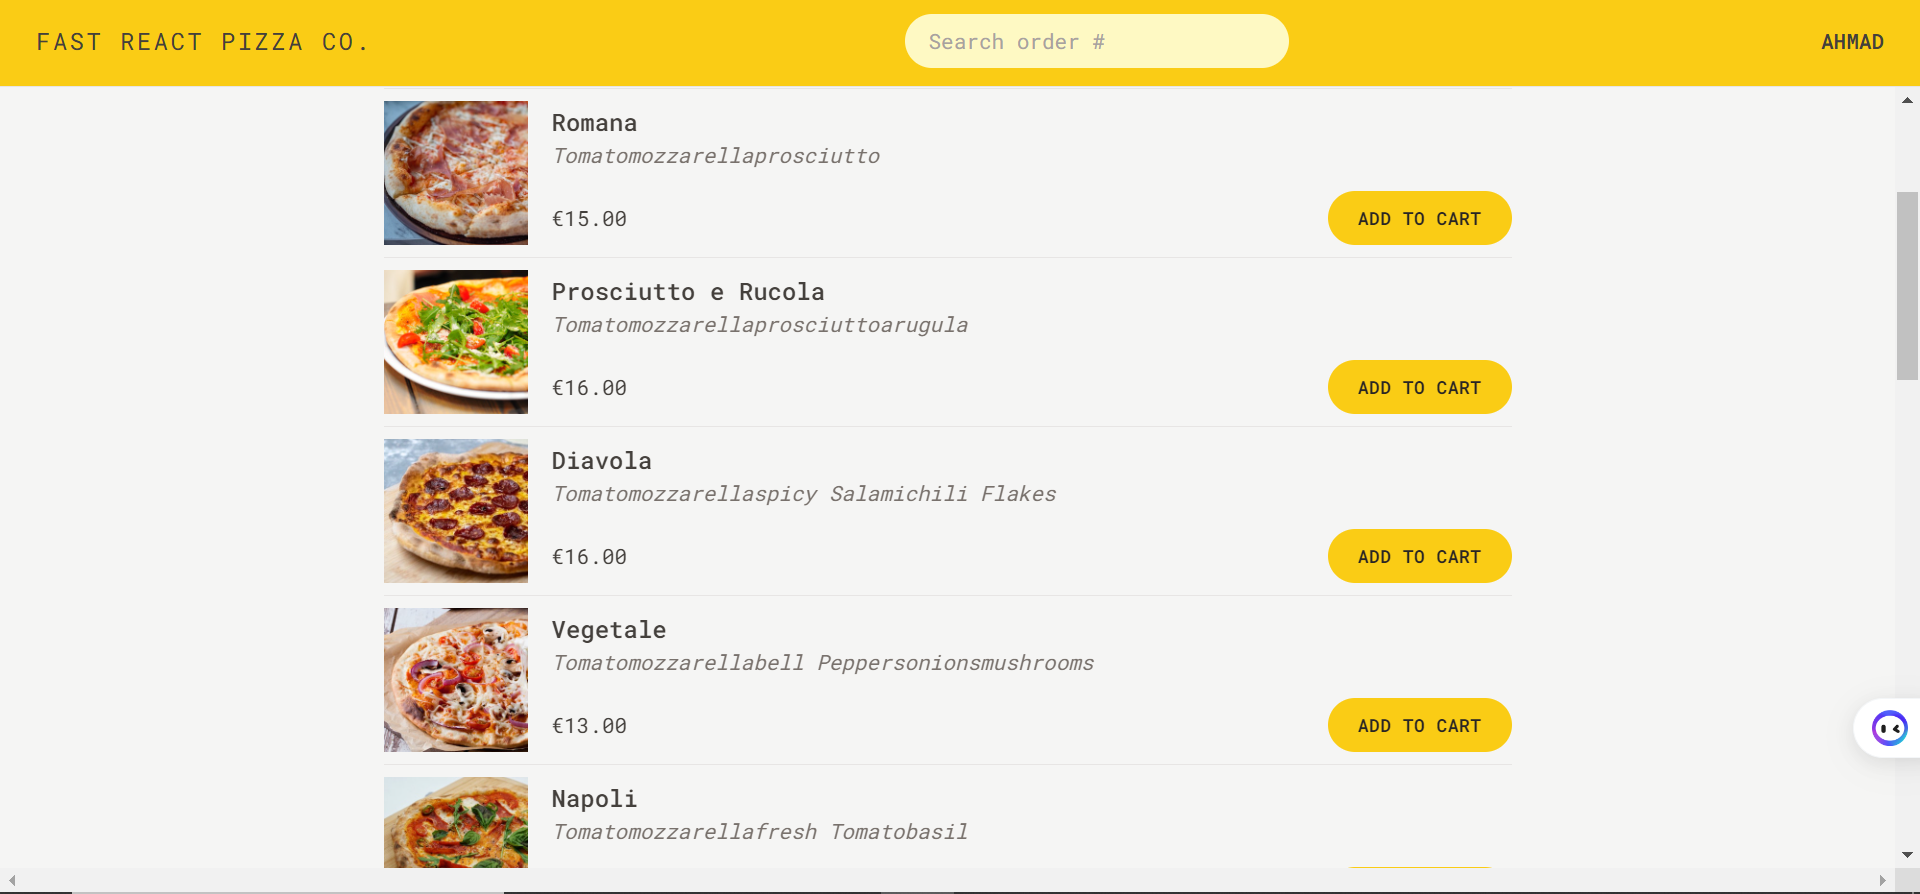 FAST REACT PIZZA CO.
Search order #
AHMAD
Romana
Tomatomozzarellaprosciutto
€15.00
ADD TO CART
Prosciutto e Rucola
Tomatomozzarellaprosciuttoarugula
€16.00
ADD TO CART
Diavola
Tomatomozzarellaspicy Salamichili Flakes
€16.00
ADD TO CART
Vegetale
Tomatomozzarellabell Peppersonionsmushrooms
€13.00
ADD TO CART
Napoli
Tomatomozzarellafresh Tomatobasil